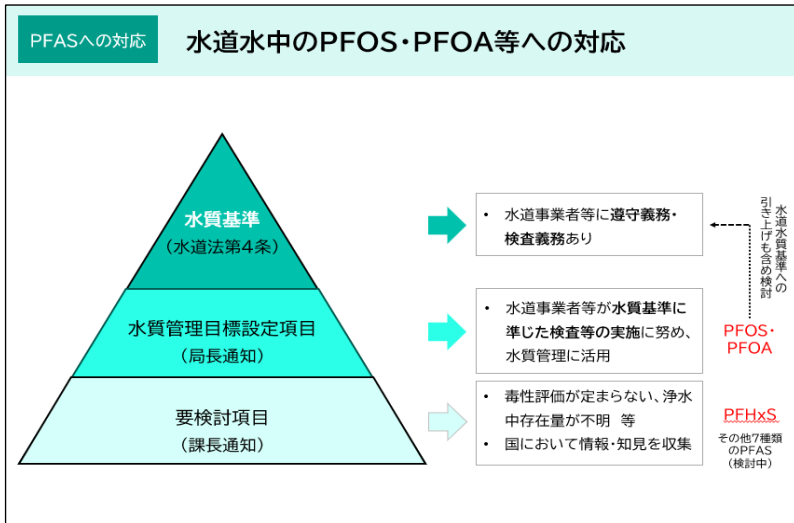 PFASへの対応
水道水中のPFOS・PFOA等への対応
水質基準
(水道法第4条)
• 水道事業者等に遵守義務・
検査義務あり
水道水質基準への
引き上げも含め検討
水質管理目標設定項目
(局長通知)
• 水道事業者等が水質基準に
準じた検査等の実施に努め、
水質管理に活用
PFOS・
PFOA
要検討項目
(課長通知)
• 毒性評価が定まらない、浄水
中存在量が不明 等
• 国において情報・知見を収集
PFHxS
その他7種類
のPFAS
(検討中)